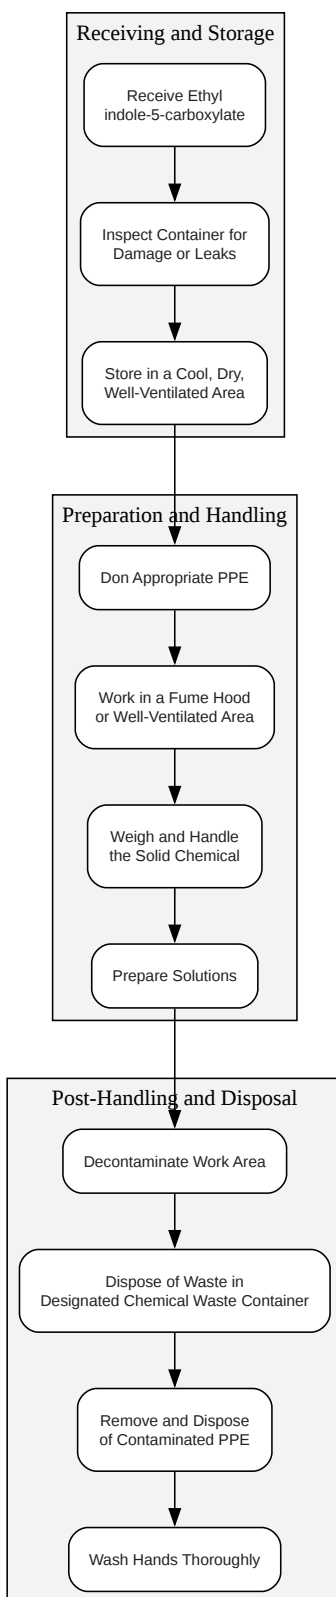 Receiving and Storage
Receive Ethyl
indole-5-carboxylate
Inspect Container for
Damage or Leaks
Store in a Cool, Dry,
Well-Ventilated Area
Preparation and Handling
Don Appropriate PPE
Work in a Fume Hood
or Well-Ventilated Area
Weigh and Handle
the Solid Chemical
Prepare Solutions
Post-Handling and Disposal
Decontaminate Work Area
Dispose of Waste in
Designated Chemical Waste Container
Remove and Dispose
of Contaminated PPE
Wash Hands Thoroughly